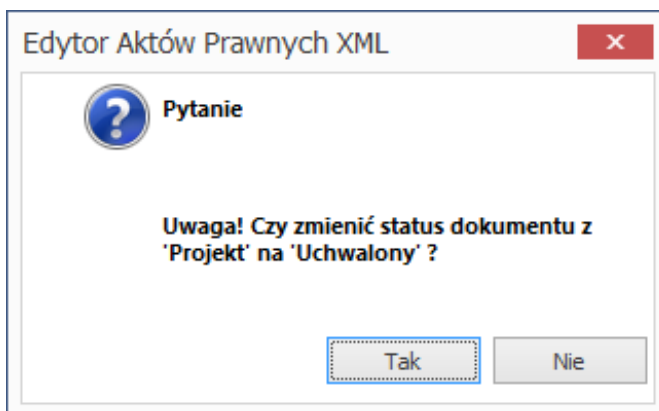 Edytor Aktów Prawnych XML
Pytanie
Uwaga! Czy zmienić status dokumentu z
'Projekt' na 'Uchwalony' ?
Tak
Nie